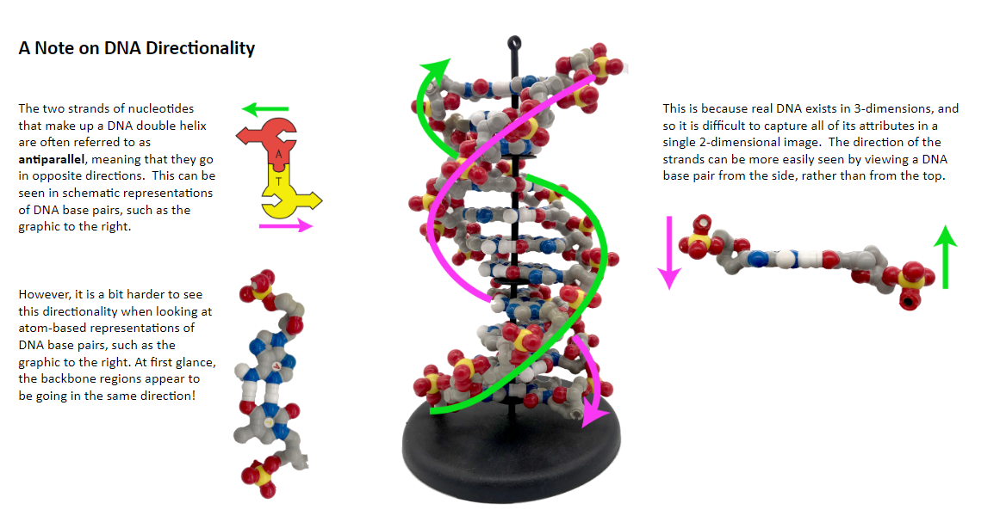 A Note on DNA Directionality
The two strands of nucleotides
that make up a DNA double helix
are often referred to as
antiparallel, meaning that they go
in opposite directions.  This can be
seen in schematic representations
of DNA base pairs, such as the
graphic to the right.
A
T
However, it is a bit harder to see
this directionality when looking at
atom-based representations of
DNA base pairs, such as the
graphic to the right. At first glance,
the backbone regions appear to
be going in the same direction!
This is because real DNA exists in 3-dimensions, and
so it is difficult to capture all of its attributes in a
single 2-dimensional image.  The direction of the
strands can be more easily seen by viewing a DNA
base pair from the side, rather than from the top.